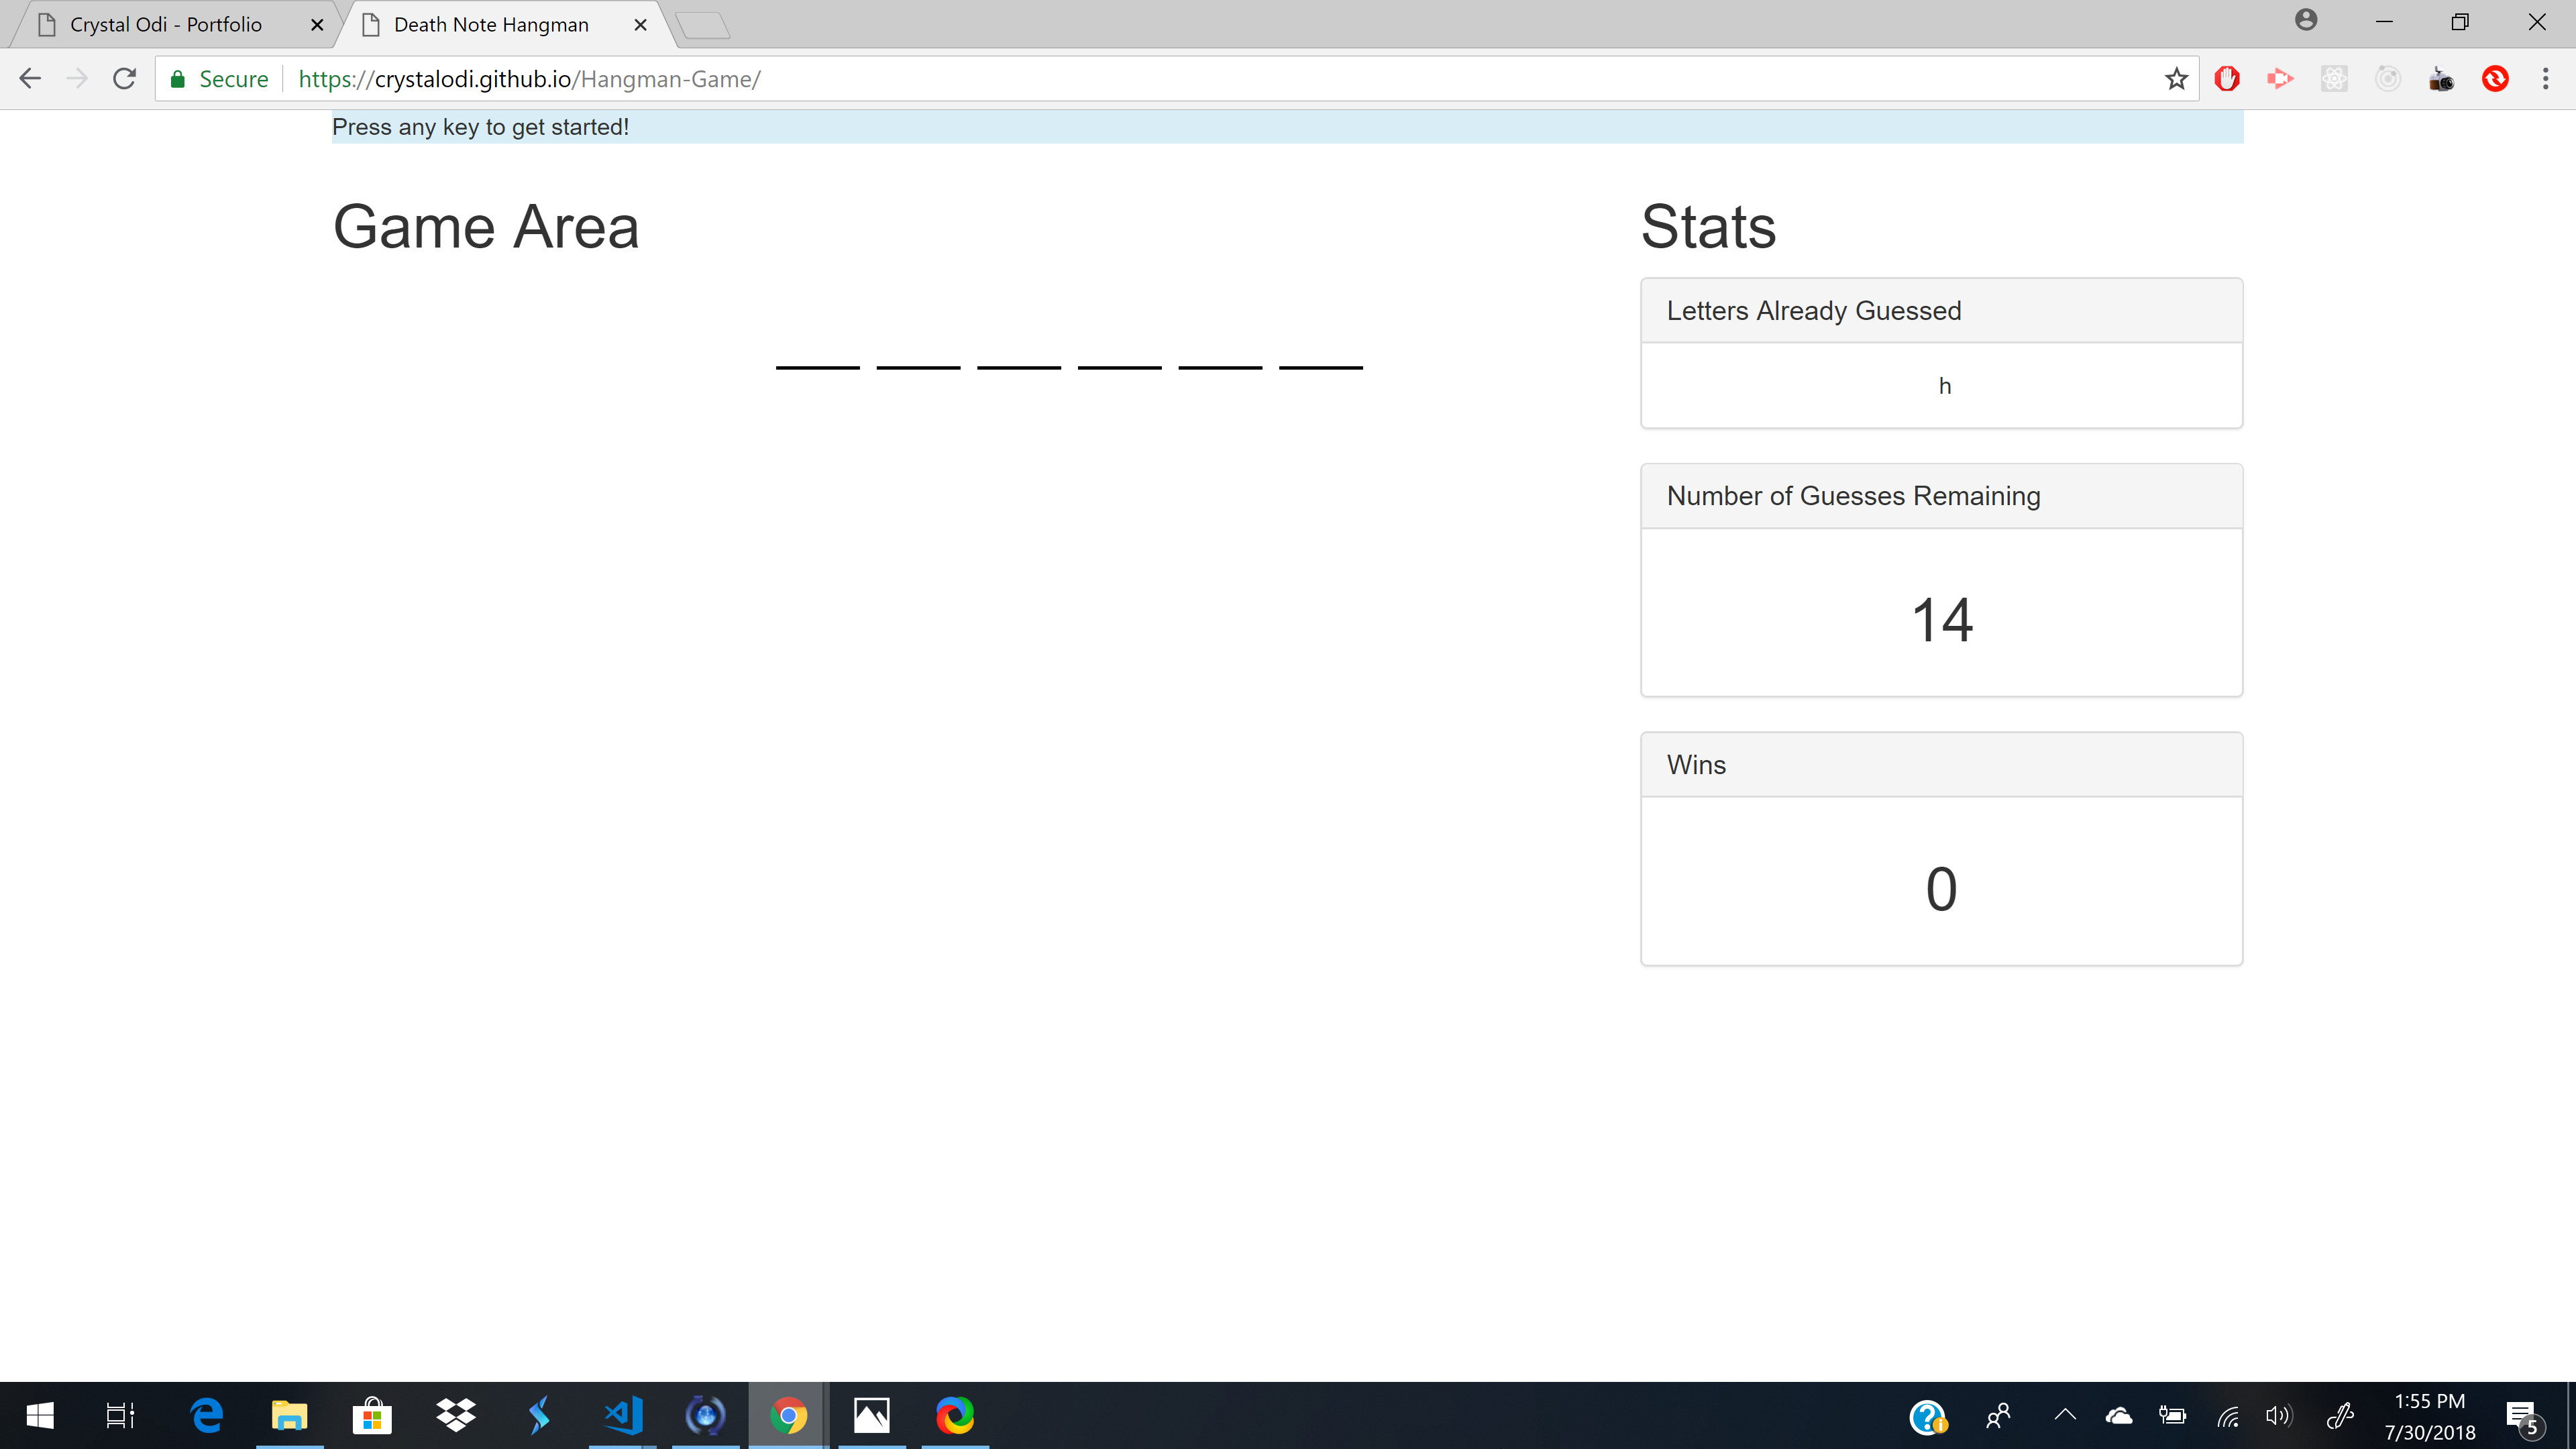 Crystal Odi - Portfolio
Death Note Hangman
Secure
https://crystalodi.github.io/Hangman-Game/
Press any key to get started!
Game Area
Stats
Letters Already Guessed
h
Number of Guesses Remaining
14
Wins
0
1:55 PM
7/30/2018
5